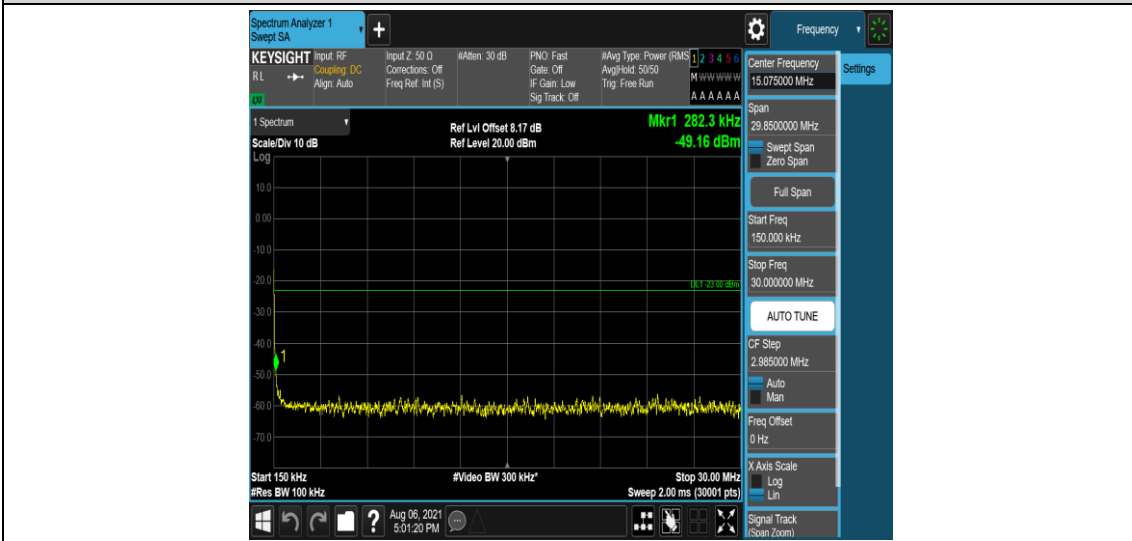 Spectrum Analyzer 1
Swept SA
+
Frequency
KEYSIGHT
Input: RF
Coupling: DC
Align: Auto
RL
LXI
Input Z: 50 Ω
Corrections: Off
Freq Ref: Int (S)
#Atten: 30 dB
PNO: Fast
Gate: Off
IF Gain: Low
Sig Track: Off
#Avg Type: Power (RMS
Avg|Hold: 50/50
Trig: Free Run
1 2 3 4 5 6
M W W W W W
A A A A A A
1 Spectrum
Scale/Div 10 dB
Log
Ref Lvl Offset 8.17 dB
Ref Level 20.00 dBm
Mkr1 282.3 kHz
-49.16 dBm
10.0
0.00
-10.0
-20.0
-30.0
-40.0
-50.0
-60.0
-70.0
DL1 -23.00 dBm
1
Start 150 kHz
#Res BW 100 kHz
#Video BW 300 kHz*
Stop 30.00 MHz
Sweep 2.00 ms (30001 pts)
?
Aug 06, 2021
5:01:20 PM
Center Frequency
15.075000 MHz
Settings
Span
29.8500000 MHz
Swept Span
Zero Span
Full Span
Start Freq
150.000 kHz
Stop Freq
30.000000 MHz
AUTO TUNE
CF Step
2.985000 MHz
Auto
Man
Freq Offset
0 Hz
X Axis Scale
Log
Lin
Signal Track
(Span Zoom)